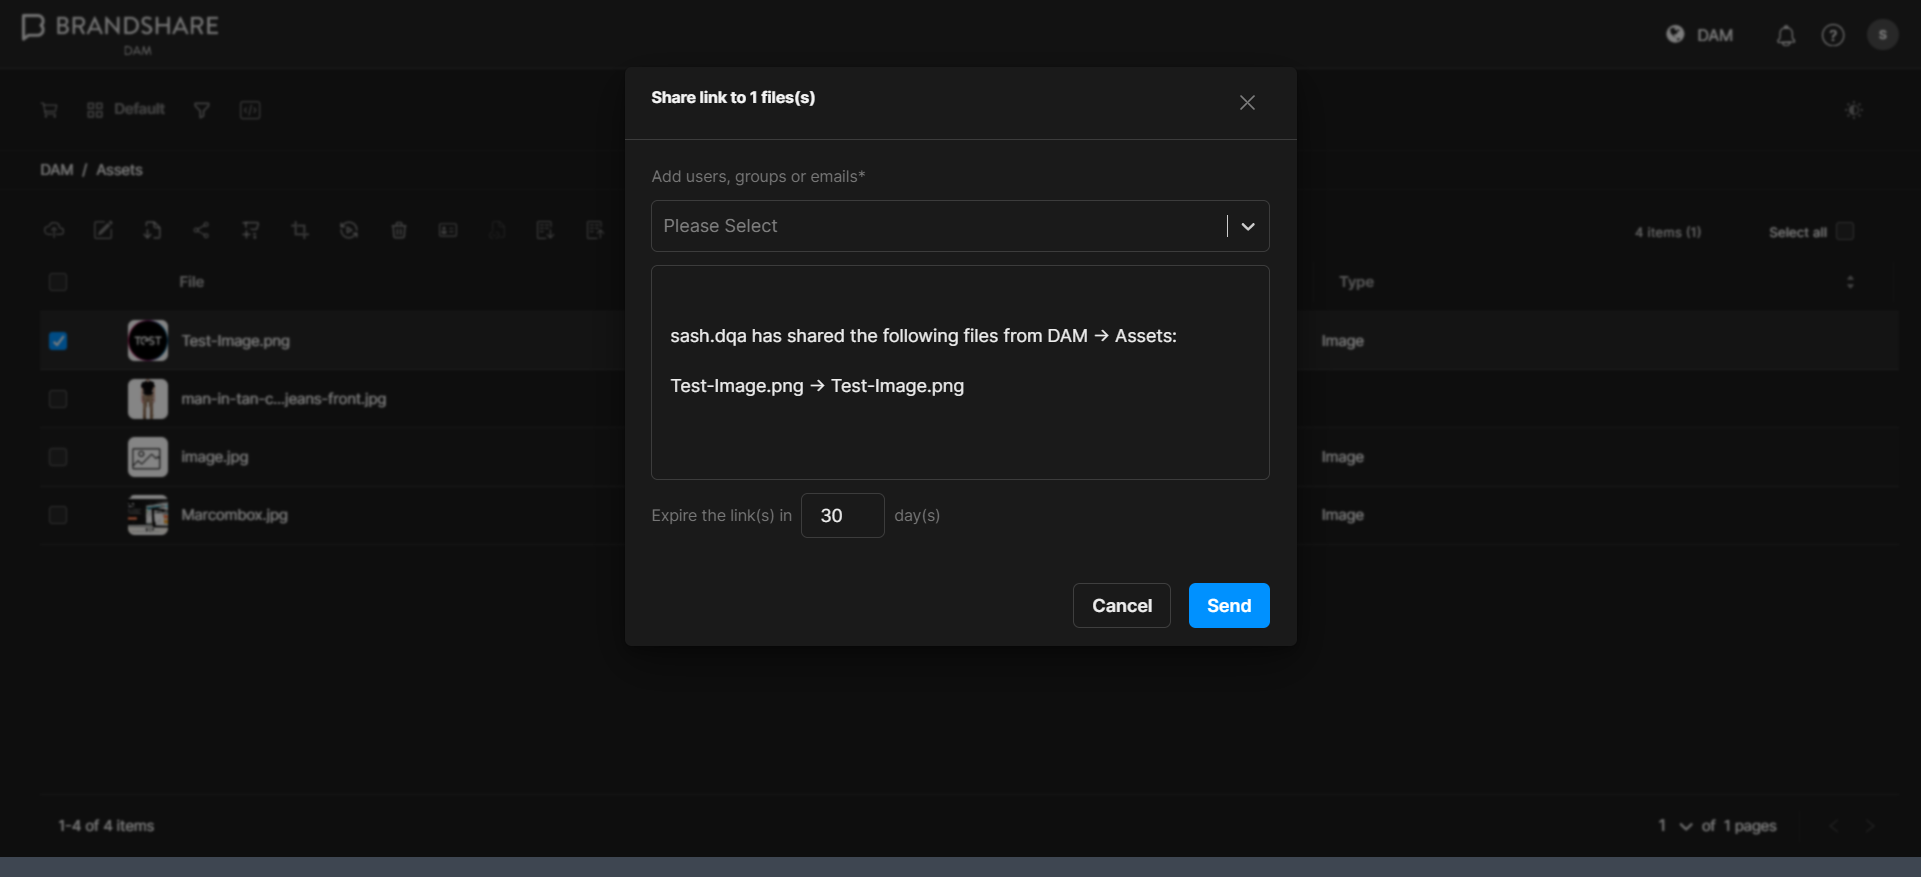 BRANDSHARE
DAM
DAM
?
S
Default
DAM / Assets
4 items (1)
Select all
File
Type
TEST
Test-Image.png
Image
man-in-tan-c...jeans-front.jpg
image.jpg
Image
Marcombox.jpg
Image
Share link to 1 files(s)
Add users, groups or emails*
Please Select
sash.dqa has shared the following files from DAM → Assets:
Test-Image.png → Test-Image.png
Expire the link(s) in 30 day(s)
Cancel
Send
1-4 of 4 items
1 of 1 pages